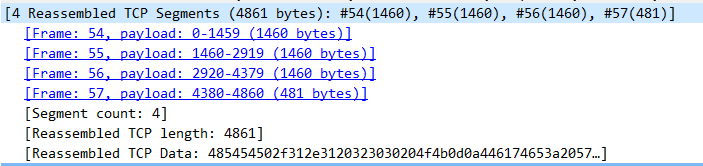 [4 Reassembled TCP Segments (4861 bytes): #54(1460), #55(1460), #56(1460), #57(481)]
[Frame: 54, payload: 0-1459 (1460 bytes)]
[Frame: 55, payload: 1460-2919 (1460 bytes)]
[Frame: 56, payload: 2920-4379 (1460 bytes)]
[Frame: 57, payload: 4380-4860 (481 bytes)]
[Segment count: 4]
[Reassembled TCP length: 4861]
[Reassembled TCP Data: 485454502f312e3120323030204f4b0d0a446174653a2057…]